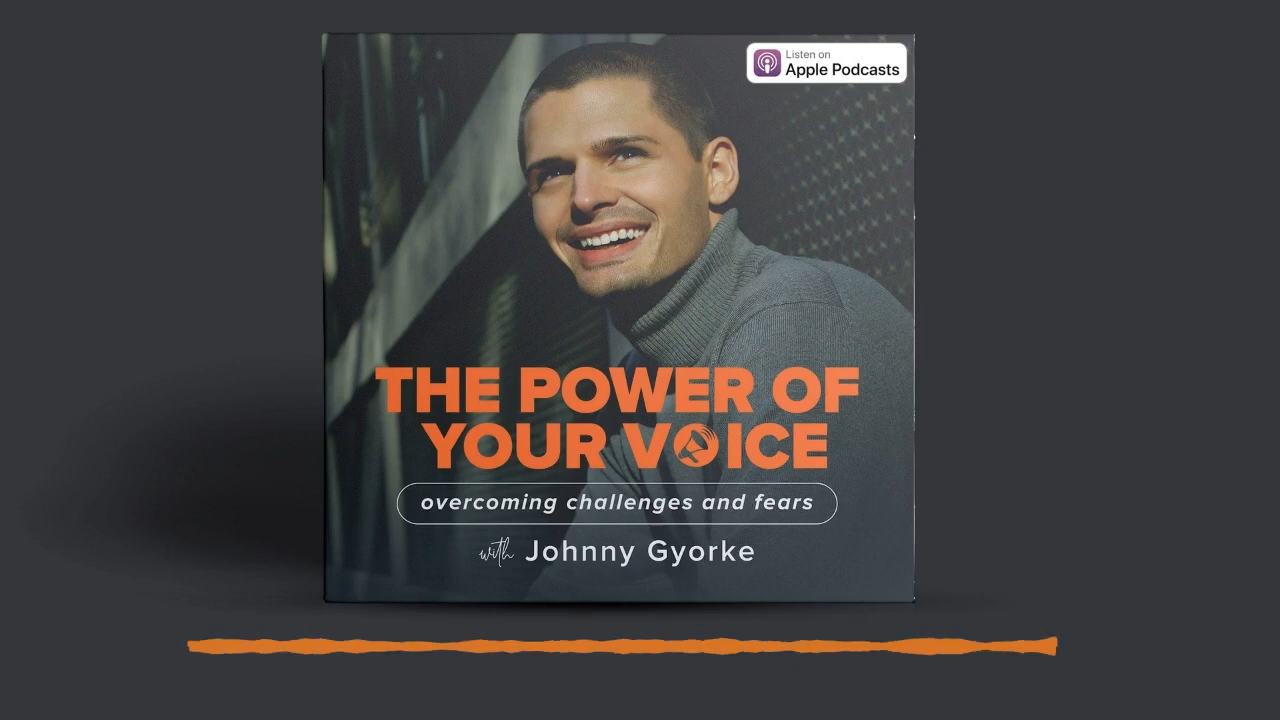 Listen on
Apple Podcasts
THE POWER OF
YOUR VOICE
overcoming challenges and fears
with Johnny Gyorke